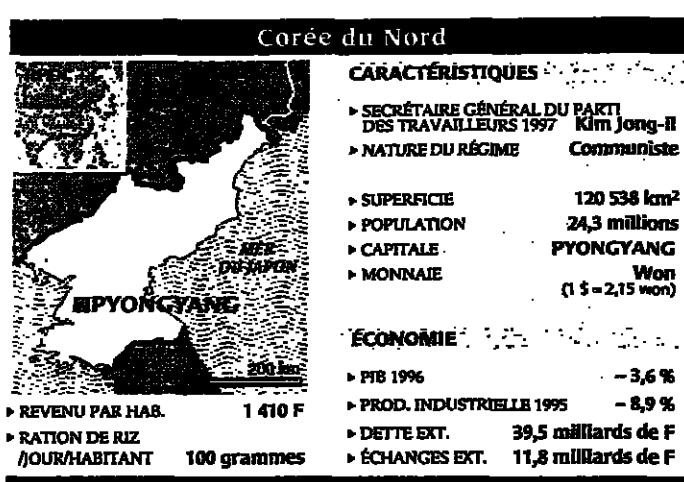 Corée du Nord
MER
DU JAPON
PYONGYANG
200 km
▸ REVENU PAR HAB. 1 410 F
▸ RATION DE RIZ
/JOUR/HABITANT 100 grammes
CARACTÉRISTIQUES
▸ SECRÉTAIRE GÉNÉRAL DU PARTI
DES TRAVAILLEURS 1997 Kim Jong-il
▸ NATURE DU RÉGIME Communiste
▸ SUPERFICIE 120 538 km²
▸ POPULATION 24,3 millions
▸ CAPITALE PYONGYANG
▸ MONNAIE Won
(1 $ = 2,15 won)
ÉCONOMIE
▸ PIB 1996 – 3,6 %
▸ PROD. INDUSTRIELLE 1995 – 8,9 %
▸ DETTE EXT. 39,5 milliards de F
▸ ÉCHANGES EXT. 11,8 milliards de F